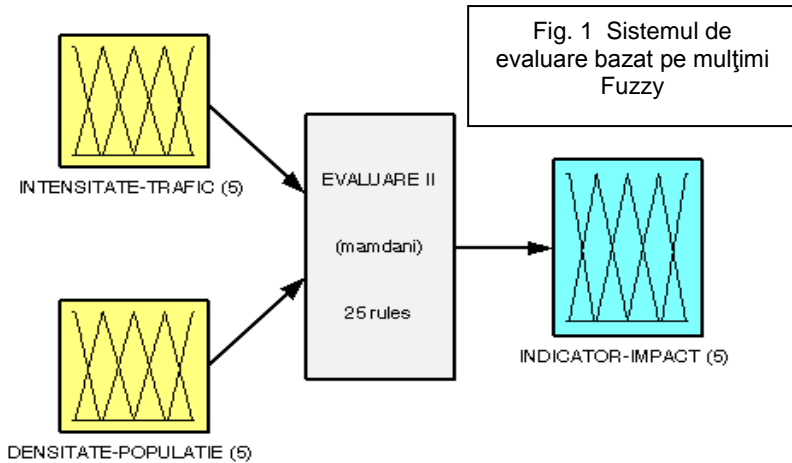 Fig. 1  Sistemul de
evaluare bazat pe mulţimi
Fuzzy
INTENSITATE-TRAFIC (5)
EVALUARE II
(mamdani)
25 rules
INDICATOR-IMPACT (5)
DENSITATE-POPULATIE (5)